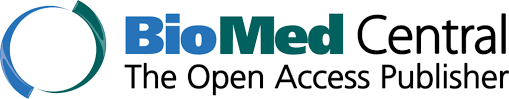 BioMed Central
The Open Access Publisher